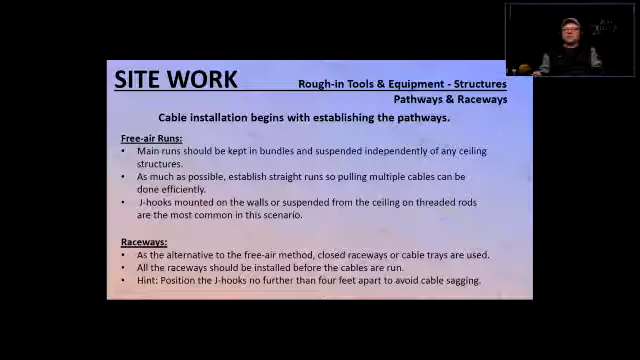 SITE WORK
Rough-in Tools & Equipment - Structures
Pathways & Raceways
Cable installation begins with establishing the pathways.
Free-air Runs:
• Main runs should be kept in bundles and suspended independently of any ceiling
structures.
• As much as possible, establish straight runs so pulling multiple cables can be
done efficiently.
• J-hooks mounted on the walls or suspended from the ceiling on threaded rods
are the most common in this scenario.
Raceways:
• As the alternative to the free-air method, closed raceways or cable trays are used.
• All the raceways should be installed before the cables are run.
• Hint: Position the J-hooks no further than four feet apart to avoid cable sagging.